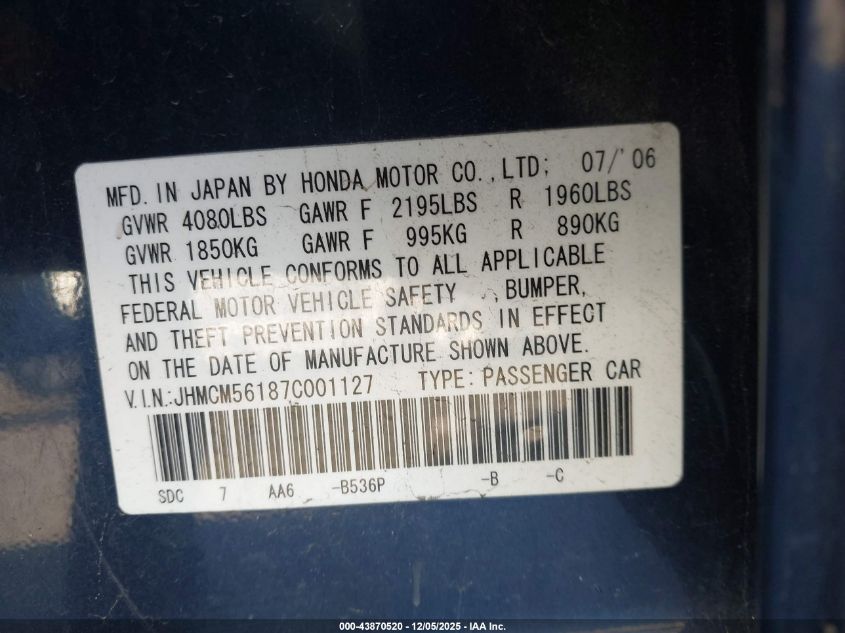 MFD. IN JAPAN BY HONDA MOTOR CO., LTD; 07/'06
GVWR 4080LBS GAWR F 2195LBS R 1960LBS
GVWR 1850KG GAWR F 995KG R 890KG
THIS VEHICLE CONFORMS TO ALL APPLICABLE
FEDERAL MOTOR VEHICLE SAFETY , BUMPER,
AND THEFT PREVENTION STANDARDS IN EFFECT
ON THE DATE OF MANUFACTURE SHOWN ABOVE.
V.I.N.:JHMCM56187C001127 TYPE: PASSENGER CAR
SDC 7 AA6 -B536P -B -C
000-43870520 - 12/05/2025 - IAA Inc.